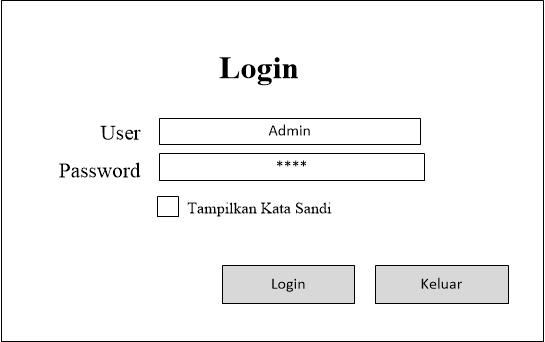 Login
User Admin
Password ****
Tampilkan Kata Sandi
Login Keluar